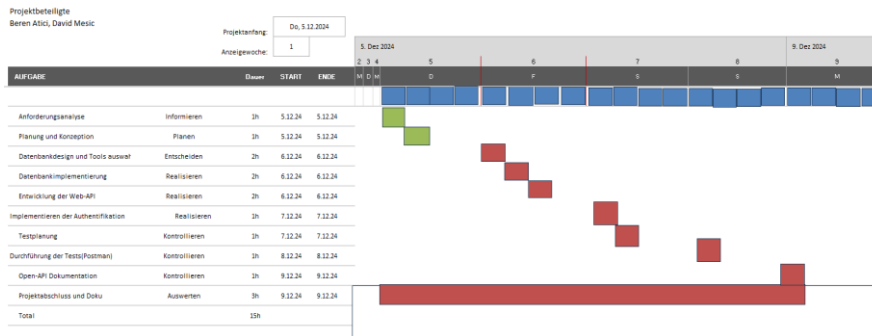 Projektbeteiligte
Beren Atici, David Mesic
Projektanfang: Do, 5.12.2024
Anzeigewoche: 1
5. Dez 2024 9. Dez 2024
2 3 4 5 6 7 8 9
AUFGABE Dauer START ENDE M D M D F S S M
Anforderungsanalyse Informieren 1h 5.12.24 5.12.24
Planung und Konzeption Planen 1h 5.12.24 5.12.24
Datenbankdesign und Tools auswah Entscheiden 2h 6.12.24 6.12.24
Datenbankimplementierung Realisieren 2h 6.12.24 6.12.24
Entwicklung der Web-API Realisieren 2h 6.12.24 6.12.24
Implementieren der Authentifikation Realisieren 1h 7.12.24 7.12.24
Testplanung Kontrollieren 1h 7.12.24 7.12.24
Durchführung der Tests(Postman) Kontrollieren 1h 8.12.24 8.12.24
Open-API Dokumentation Kontrollieren 1h 9.12.24 9.12.24
Projektabschluss und Doku Auswerten 3h 9.12.24 9.12.24
Total 15h